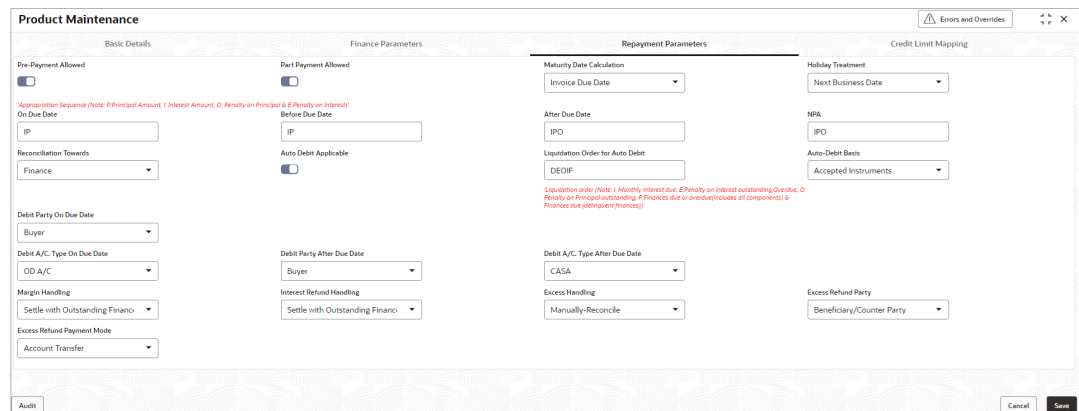 Product Maintenance
Errors and Overrides
Basic Details
Finance Parameters
Repayment Parameters
Credit Limit Mapping
Pre-Payment Allowed
Part Payment Allowed
Maturity Date Calculation
Holiday Treatment
Invoice Due Date
Next Business Date
'Appropriation Sequence (Note: P:Principal Amount, I: Interest Amount, O: Penalty on Principal & E:Penalty on Interest)'
On Due Date
Before Due Date
After Due Date
NPA
IP
IP
IPO
IPO
Reconciliation Towards
Auto Debit Applicable
Liquidation Order for Auto Debit
Auto-Debit Basis
Finance
DEOIF
Accepted Instruments
'Liquidation order (Note: I: Monthly Interest due, E:Penalty on Interest outstanding,Overdue, O:
Penalty on Principal outstanding, F:Finances due or overdue(includes all components) &
Finances due (delinquent finances))'
Debit Party On Due Date
Buyer
Debit A/C. Type On Due Date
Debit Party After Due Date
Debit A/C. Type After Due Date
OD A/C
Buyer
CASA
Margin Handling
Interest Refund Handling
Excess Handling
Excess Refund Party
Settle with Outstanding Financ
Settle with Outstanding Financ
Manually-Reconcile
Beneficiary/Counter Party
Excess Refund Payment Mode
Account Transfer
Audit
Cancel
Save